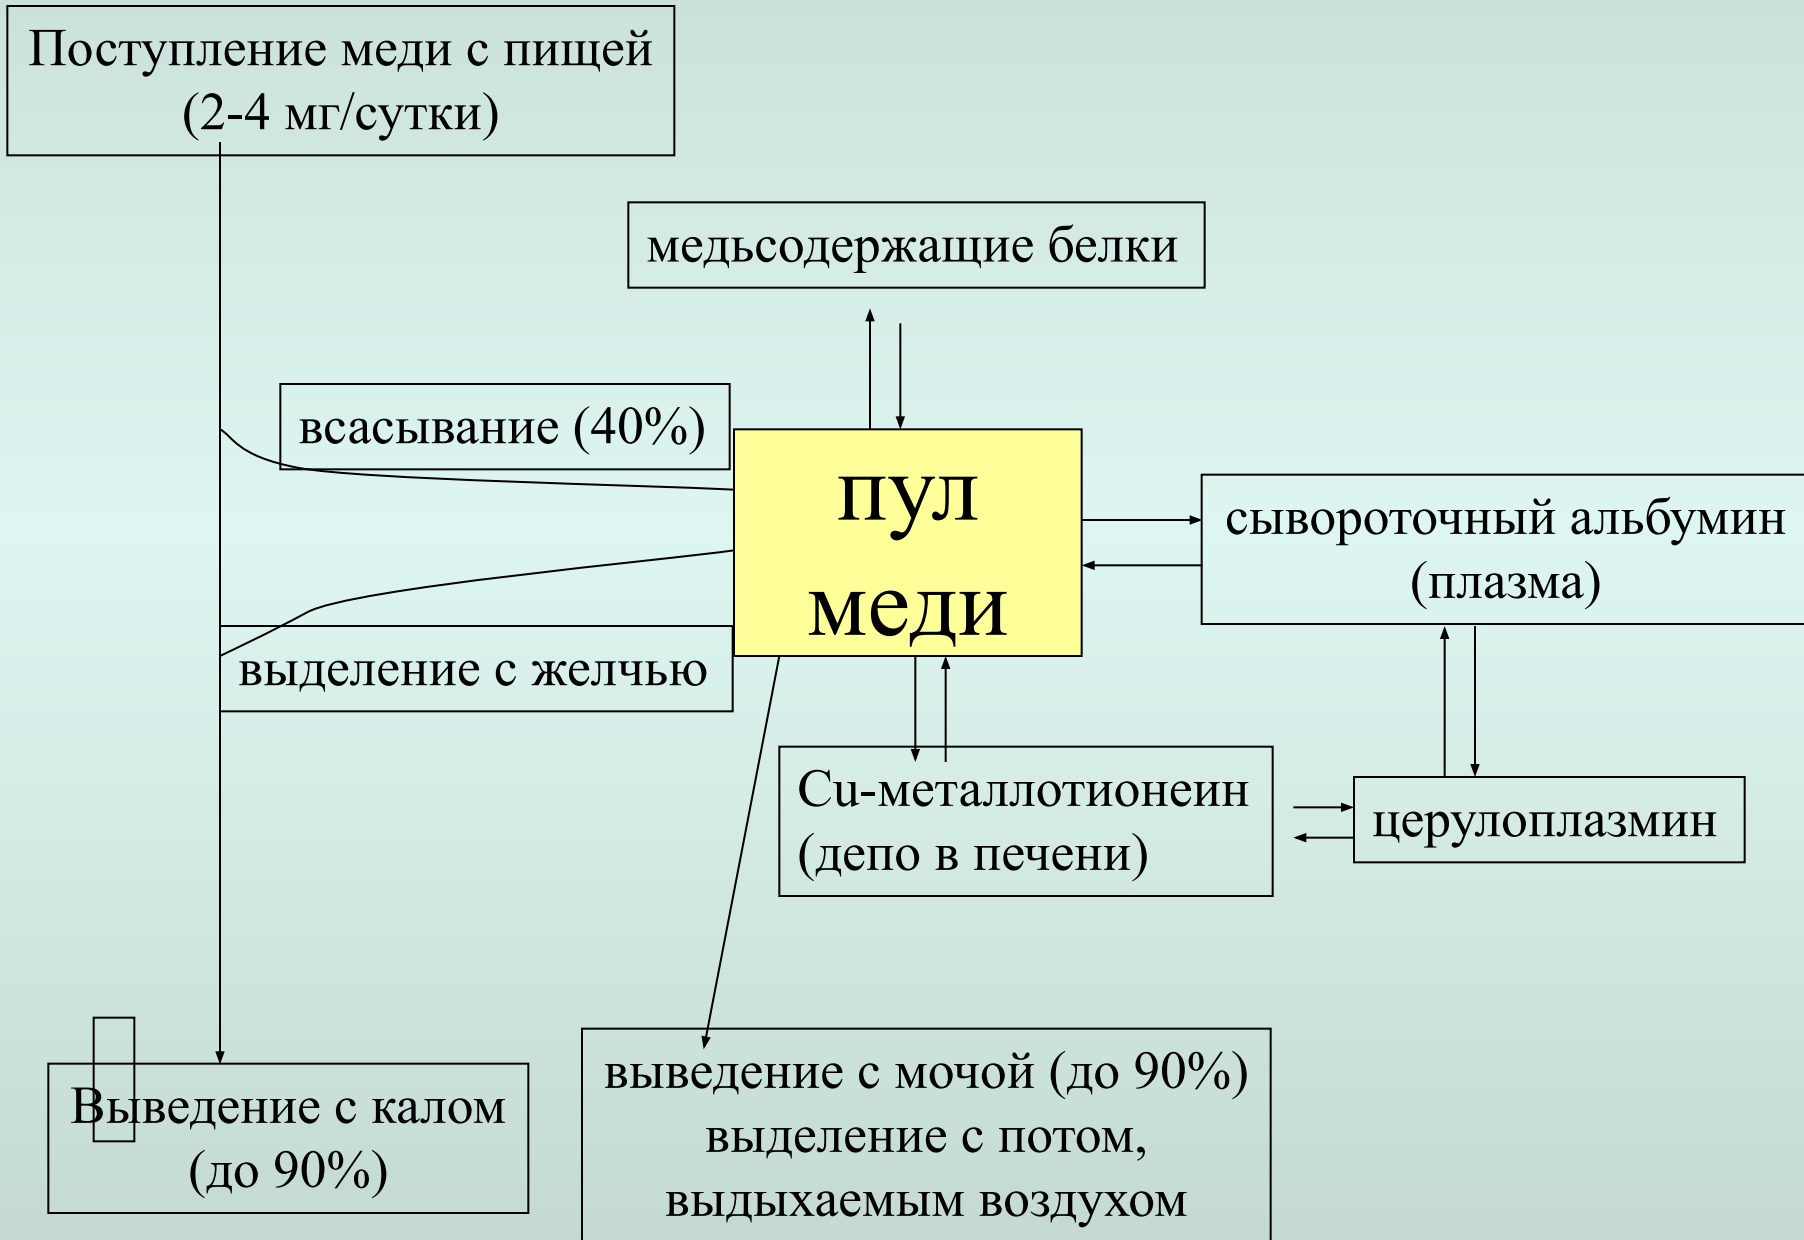 Поступление меди с пищей
(2-4 мг/сутки)
медьсодержащие белки
всасывание (40%)
пул
меди
сывороточный альбумин
(плазма)
выделение с желчью
Cu-металлотионеин
(депо в печени)
церулоплазмин
Выведение с калом
(до 90%)
выведение с мочой (до 90%)
выделение с потом,
выдыхаемым воздухом